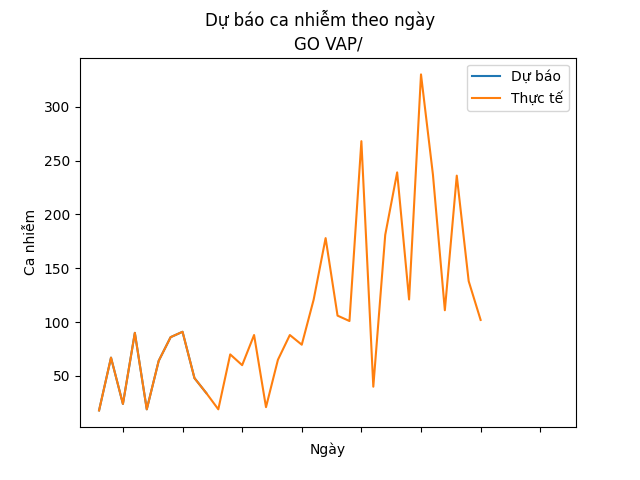 Dự báo ca nhiễm theo ngày
GO VAP/
Dự báo
Thực tế
300
250
200
150
100
50
Ca nhiễm
Ngày